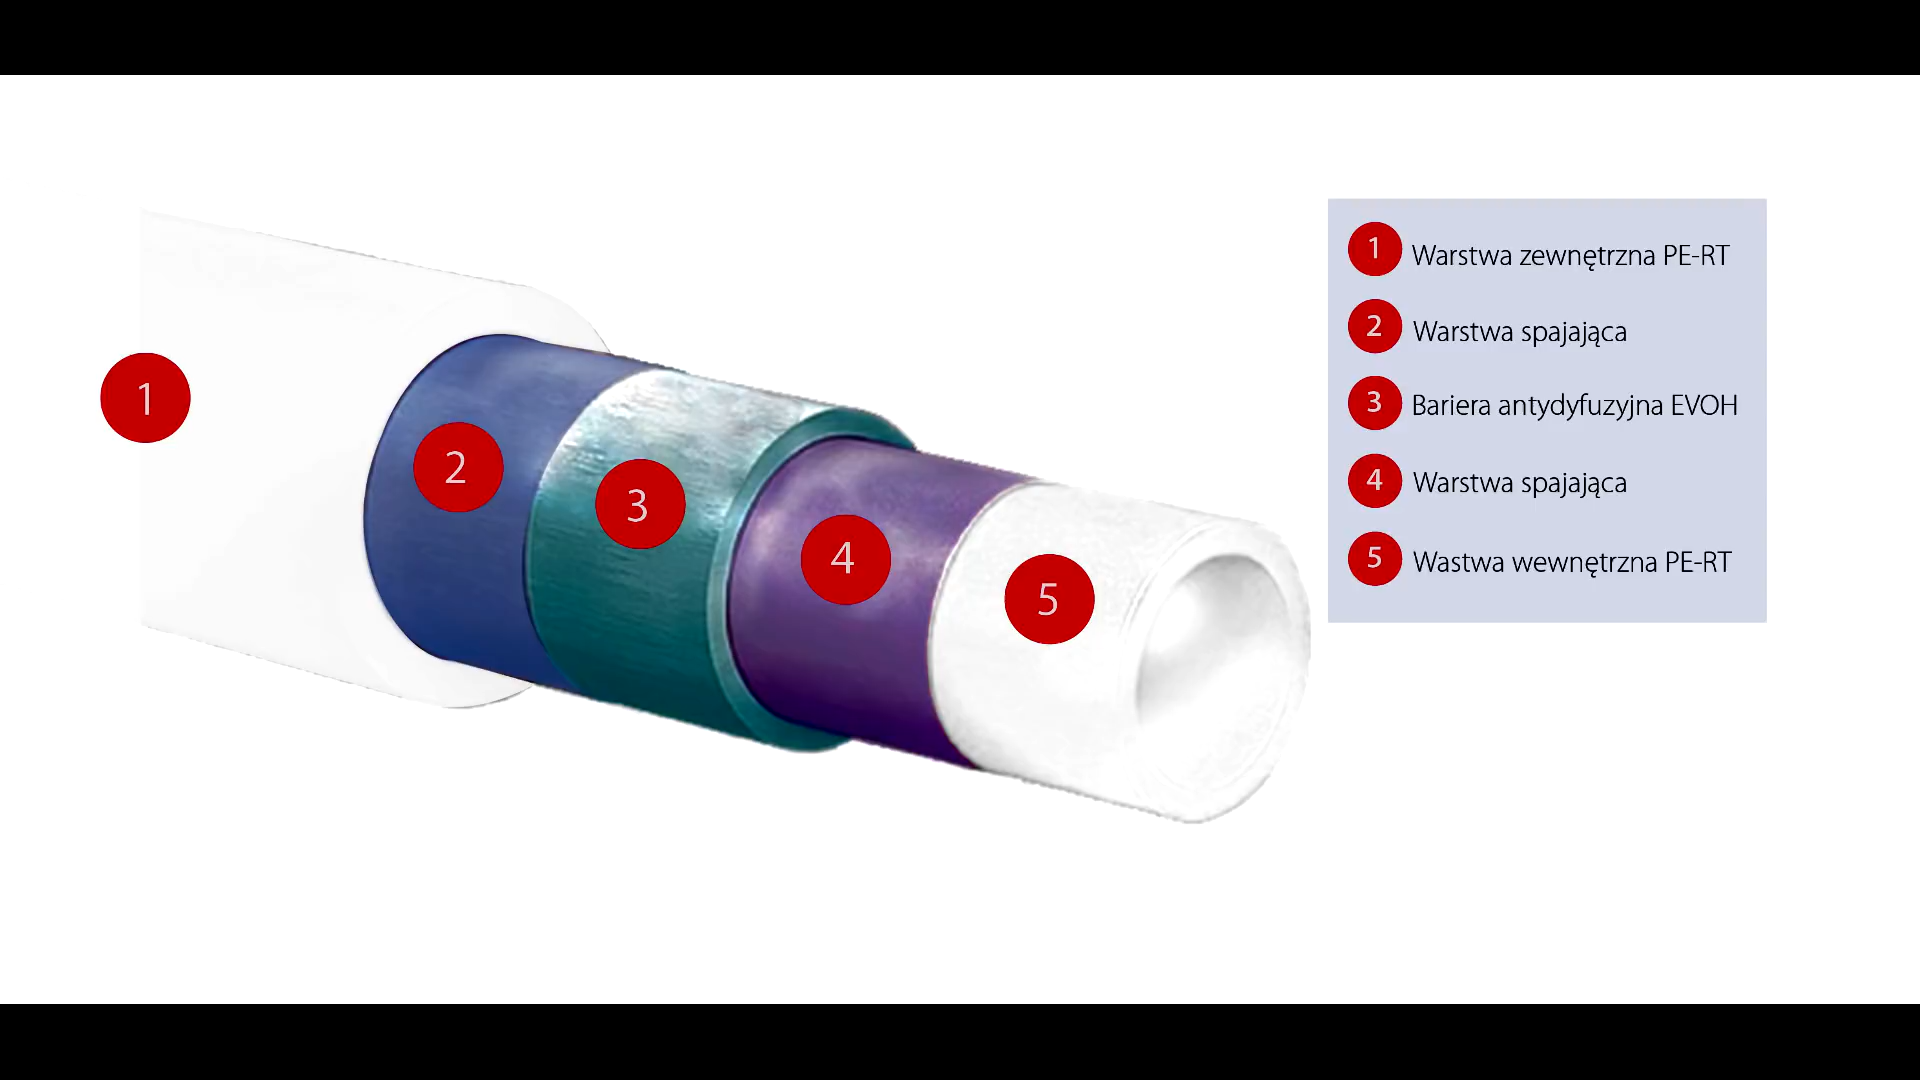 1
2
3
4
5
1 Warstwa zewnętrzna PE-RT
2 Warstwa spajająca
3 Bariera antydyfuzyjna EVOH
4 Warstwa spajająca
5 Wastwa wewnętrzna PE-RT